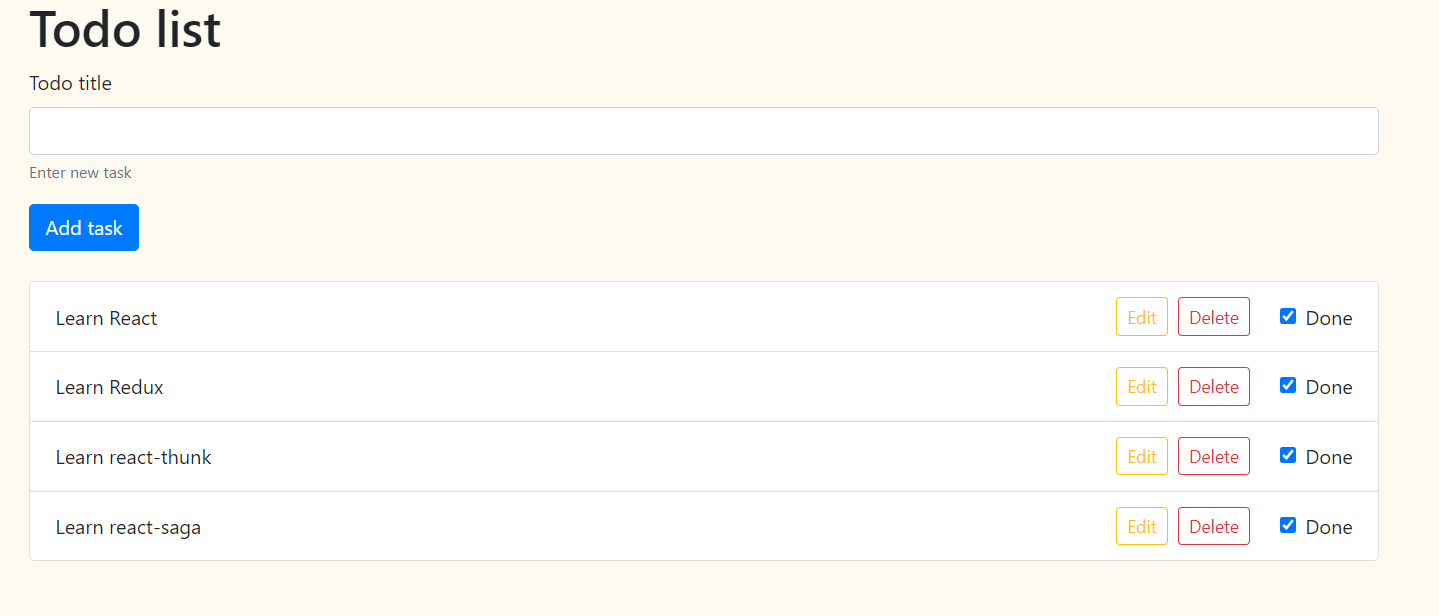 Todo list
Todo title
Enter new task
Add task
Learn React Edit Delete Done
Learn Redux Edit Delete Done
Learn react-thunk Edit Delete Done
Learn react-saga Edit Delete Done